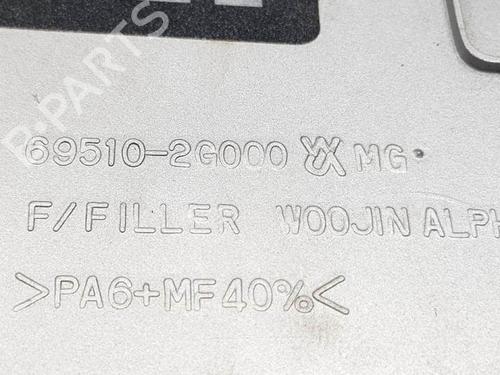 69510-2G000 MG
F/FILLER WOOJIN ALPH
>PA6+MF40%<
B-PARTS